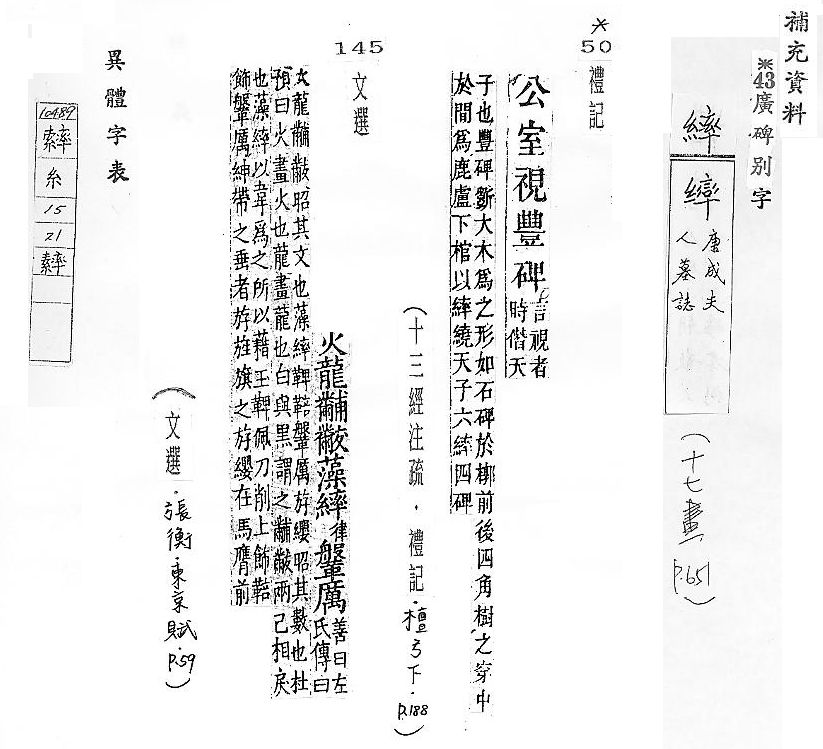 補充資料
※43廣碑别字
繂
繂 唐成夫
人墓誌
(十七畫 P.651)
※
50
禮記
公室視豐碑 言視者
時僭天
子也豐碑斲大木爲之形如石碑於槨前後四角樹之穿中
於間爲鹿盧下棺以繂繞天子六繂四碑
(十三經注疏・禮記・檀弓下・P.188)
145
文選
火龍黼黻藻繂 律 鞶厲 善曰左
氏傳曰
火龍黼黻昭其文也藻繂鞞鞛鞶厲斿纓昭其數也杜
預曰火畫火也龍畫龍也白與黑謂之黼黻兩己相戾
也藻繂以韋爲之所以藉玉鞞佩刀削上飾鞛
飾鞶厲紳帶之垂者斿旌旗之斿纓在馬膺前
(文選・張衡・東京賦・P.59)
異體字表
10489
糸
15
21